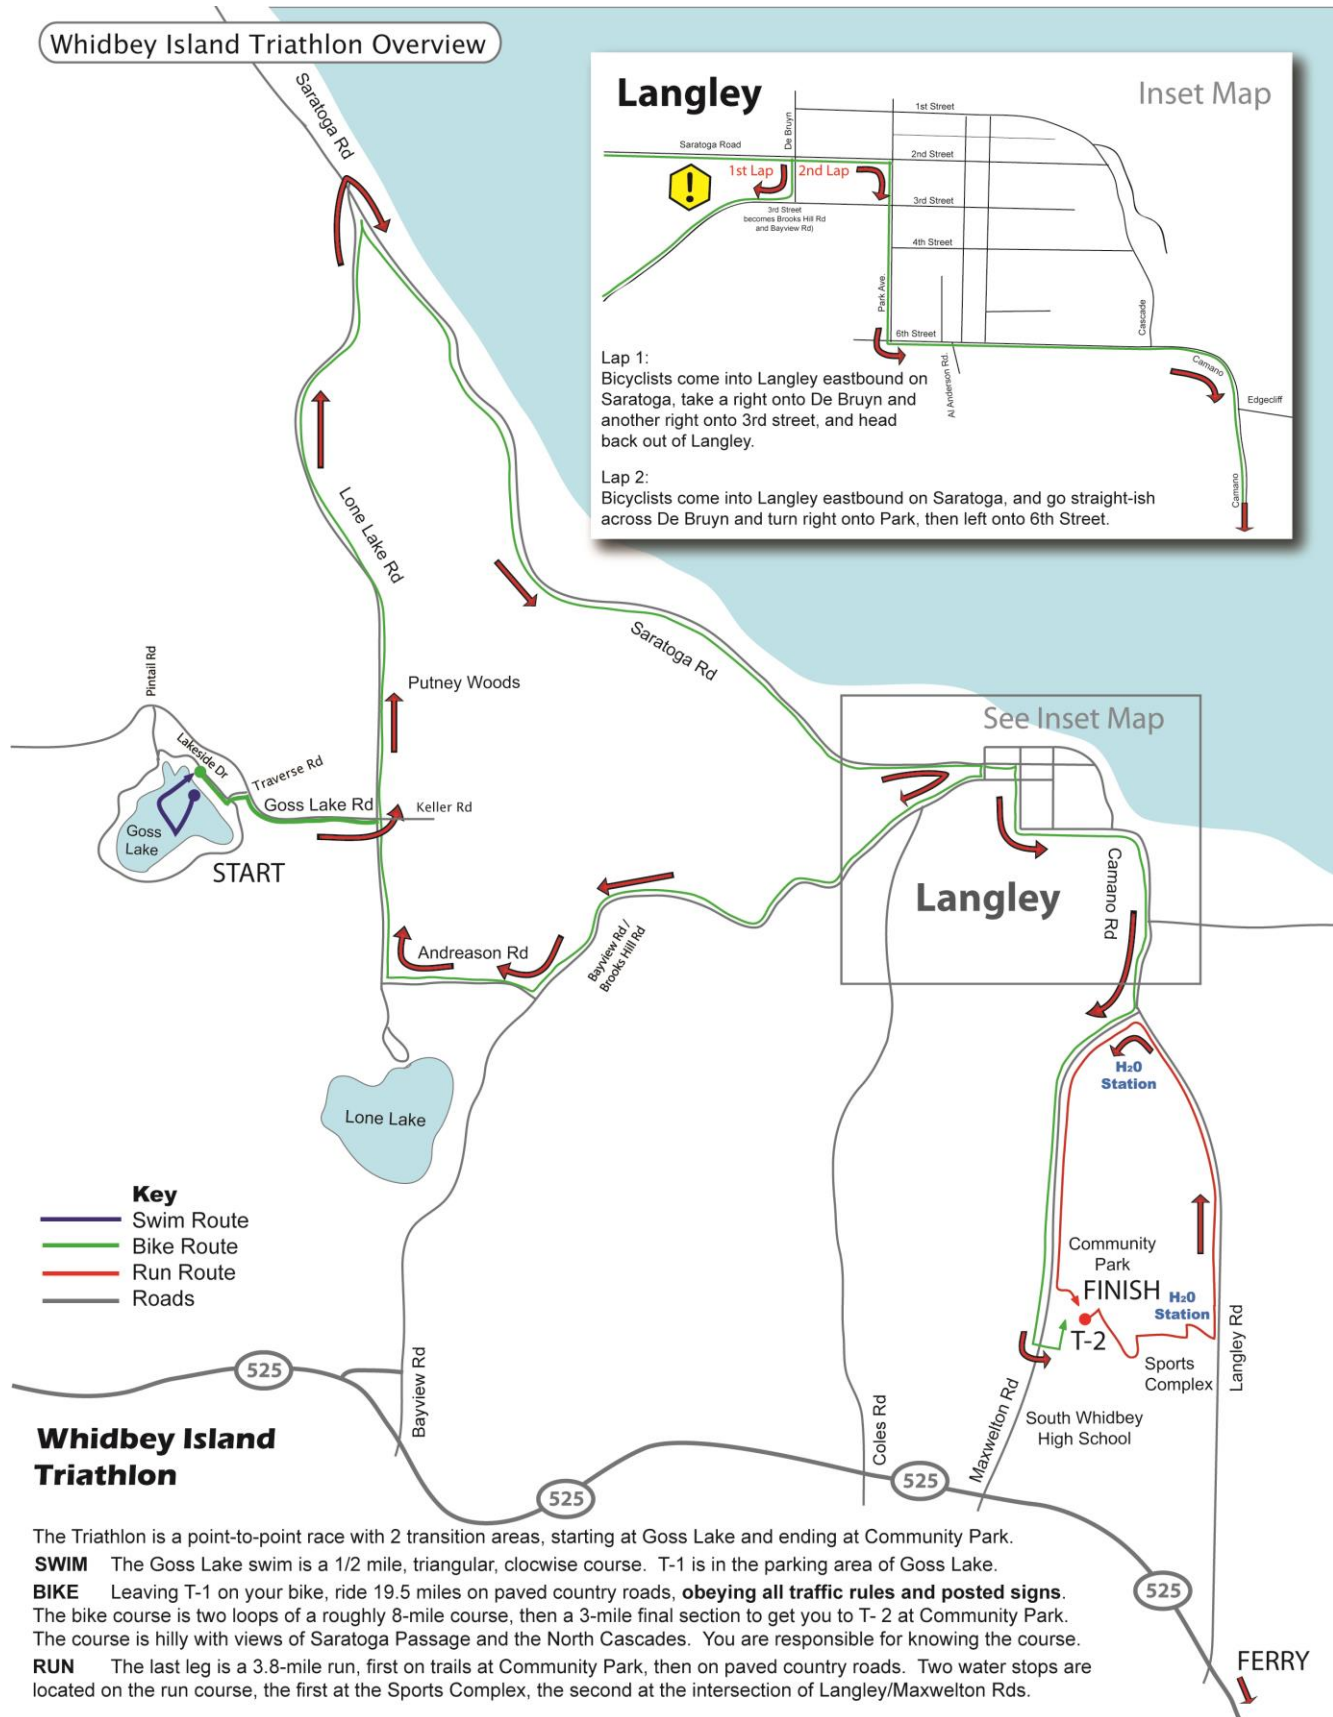 Whidbey Island Triathlon Overview
Saratoga Rd
Langley
Inset Map
1st Street
De Bruyn
Saratoga Road
2nd Street
1st Lap
2nd Lap
!
3rd Street
3rd Street
becomes Brooks Hill Rd
and Bayview Rd)
4th Street
Park Ave.
Cascade
6th Street
Al Anderson Rd.
Camano
Edgecliff
Camano
Lap 1:
Bicyclists come into Langley eastbound on
Saratoga, take a right onto De Bruyn and
another right onto 3rd street, and head
back out of Langley.
Lap 2:
Bicyclists come into Langley eastbound on Saratoga, and go straight-ish
across De Bruyn and turn right onto Park, then left onto 6th Street.
Lone Lake Rd
Saratoga Rd
Pintail Rd
Putney Woods
See Inset Map
Lakeside Dr
Traverse Rd
Goss Lake Rd
Keller Rd
Goss
Lake
START
Langley
Camano Rd
Andreason Rd
Bayview Rd /
Brooks Hill Rd
H20
Station
Lone Lake
Key
Swim Route
Bike Route
Run Route
Roads
Community
Park
FINISH
H20
Station
T-2
Sports
Complex
Langley Rd
525
Bayview Rd
Coles Rd
Maxwelton Rd
South Whidbey
High School
525
525
Whidbey Island
Triathlon
The Triathlon is a point-to-point race with 2 transition areas, starting at Goss Lake and ending at Community Park.
SWIM The Goss Lake swim is a 1/2 mile, triangular, clocwise course. T-1 is in the parking area of Goss Lake.
BIKE Leaving T-1 on your bike, ride 19.5 miles on paved country roads, obeying all traffic rules and posted signs.
The bike course is two loops of a roughly 8-mile course, then a 3-mile final section to get you to T- 2 at Community Park.
The course is hilly with views of Saratoga Passage and the North Cascades. You are responsible for knowing the course.
RUN The last leg is a 3.8-mile run, first on trails at Community Park, then on paved country roads. Two water stops are
located on the run course, the first at the Sports Complex, the second at the intersection of Langley/Maxwelton Rds.
525
FERRY